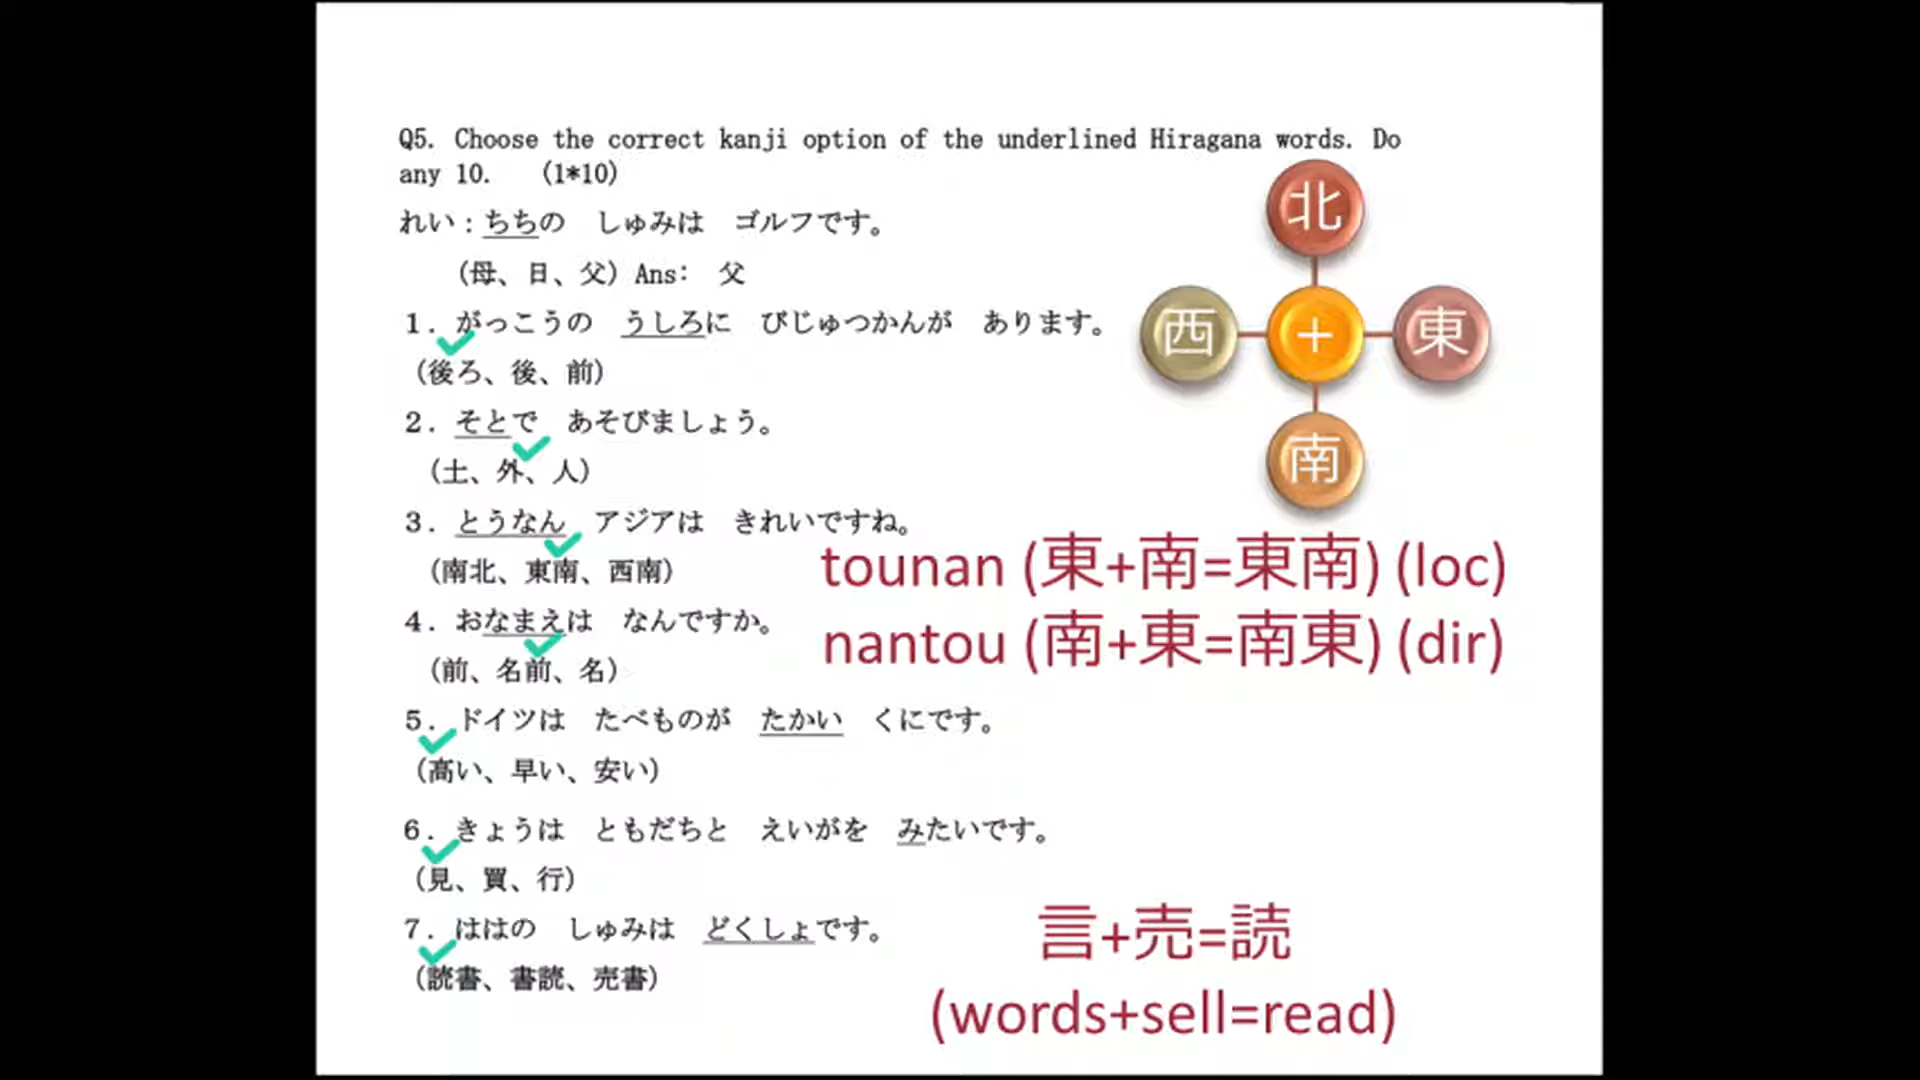 Q5. Choose the correct kanji option of the underlined Hiragana words. Do
any 10. (1*10)
れい：ちちの しゅみは ゴルフです。
(母、日、父) Ans: 父
１．がっこうの うしろに びじゅつかんが あります。
(後ろ、後、前)
２．そとで あそびましょう。
(土、外、人)
３．とうなん アジアは きれいですね。
(南北、東南、西南)
４．おなまえは なんですか。
(前、名前、名)
５．ドイツは たべものが たかい くにです。
(高い、早い、安い)
６．きょうは ともだちと えいがを みたいです。
(見、買、行)
７．ははの しゅみは どくしょです。
(読書、書読、売書)
北
西 + 東
南
tounan (東+南=東南) (loc)
nantou (南+東=南東) (dir)
言+売=読
(words+sell=read)